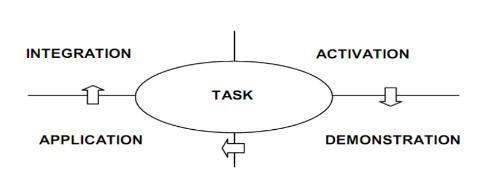 INTEGRATION ACTIVATION
TASK
APPLICATION DEMONSTRATION